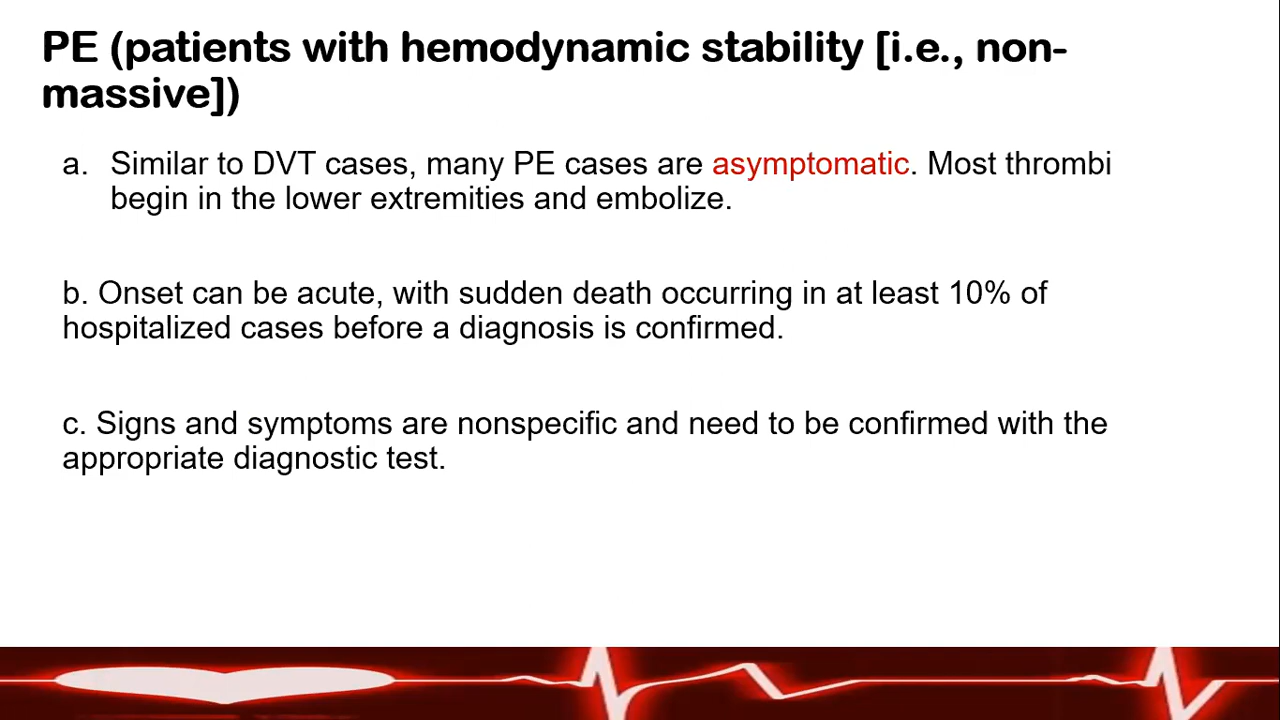 PE (patients with hemodynamic stability [i.e., non-
massive])
a. Similar to DVT cases, many PE cases are asymptomatic. Most thrombi
begin in the lower extremities and embolize.
b. Onset can be acute, with sudden death occurring in at least 10% of
hospitalized cases before a diagnosis is confirmed.
c. Signs and symptoms are nonspecific and need to be confirmed with the
appropriate diagnostic test.